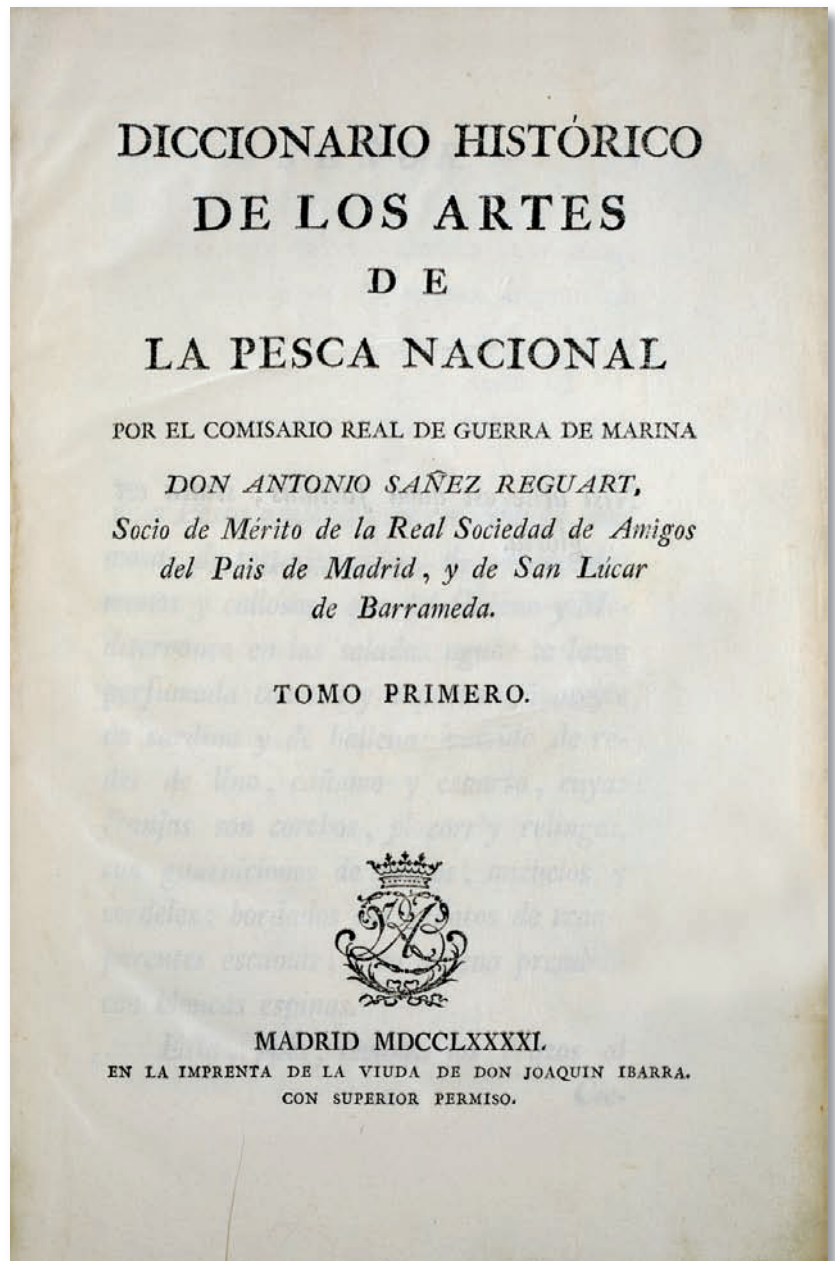 DICCIONARIO HISTÓRICO
DE LOS ARTES
D E
LA PESCA NACIONAL
POR EL COMISARIO REAL DE GUERRA DE MARINA
DON ANTONIO SAÑEZ REGUART,
Socio de Mérito de la Real Sociedad de Amigos
del Pais de Madrid, y de San Lúcar
de Barrameda.
TOMO PRIMERO.
MADRID MDCCLXXXXI.
EN LA IMPRENTA DE LA VIUDA DE DON JOAQUIN IBARRA.
CON SUPERIOR PERMISO.